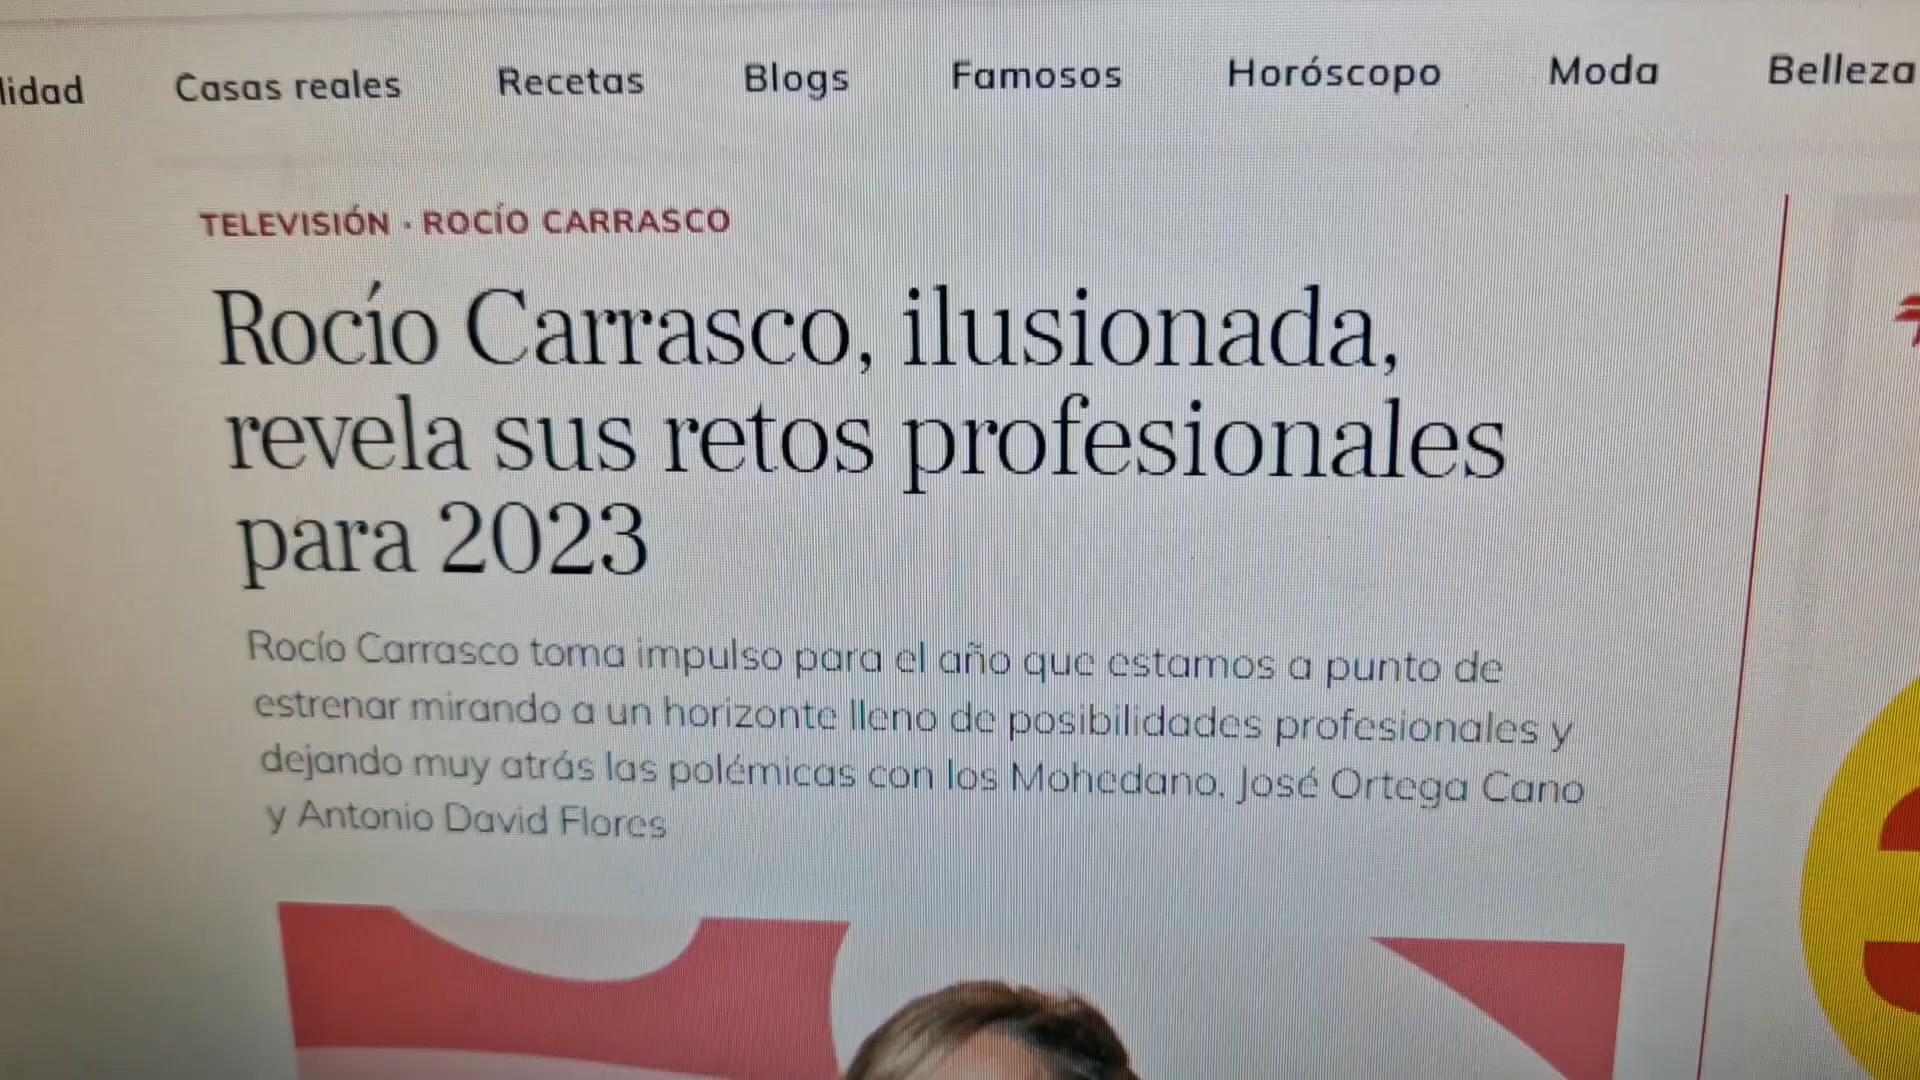 lidad Casas reales Recetas Blogs Famosos Horóscopo Moda Belleza
TELEVISIÓN · ROCÍO CARRASCO
Rocío Carrasco, ilusionada,
revela sus retos profesionales
para 2023
Rocío Carrasco toma impulso para el año que estamos a punto de
estrenar mirando a un horizonte lleno de posibilidades profesionales y
dejando muy atrás las polémicas con los Mohedano, José Ortega Cano
y Antonio David Flores